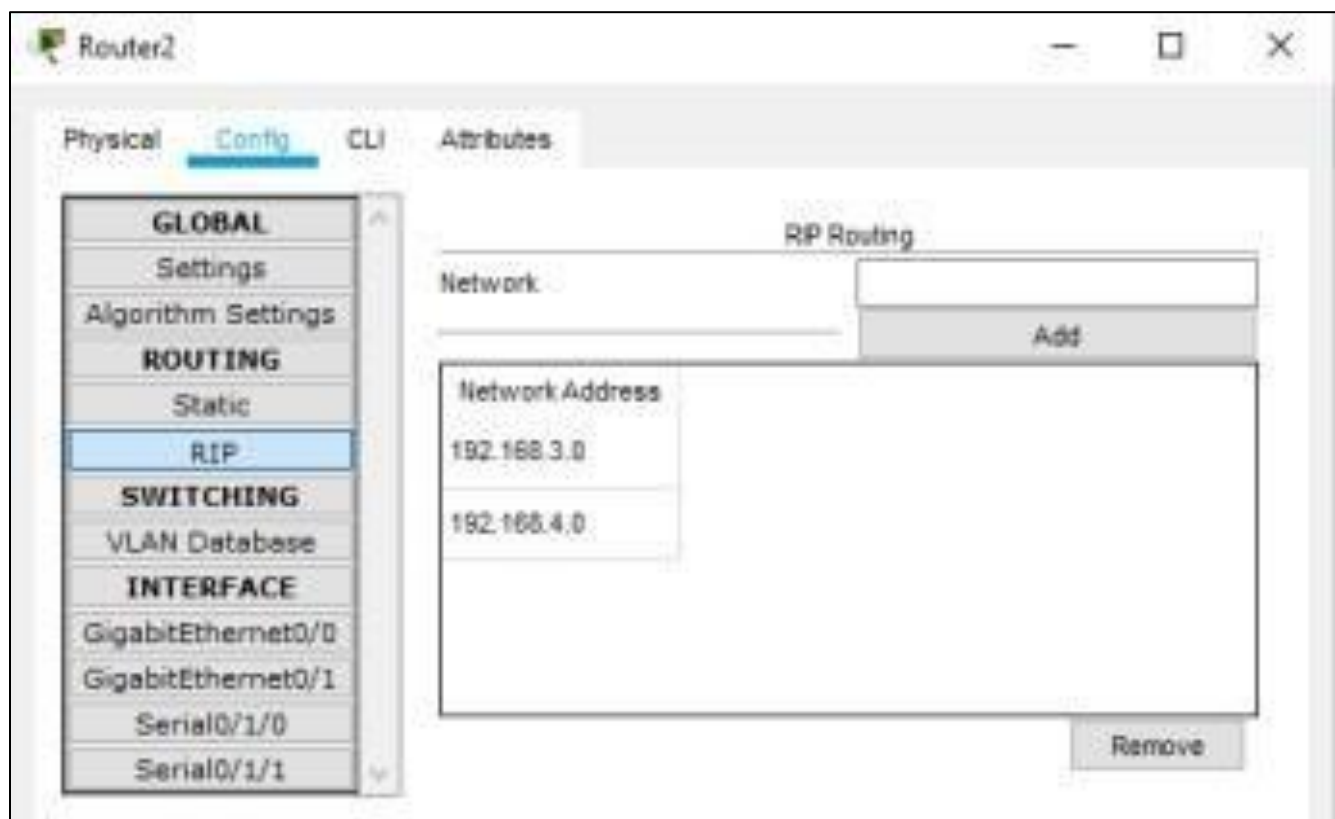 Router2
Physical Config CLI Attributes
GLOBAL
Settings
Algorithm Settings
ROUTING
Static
RIP
SWITCHING
VLAN Database
INTERFACE
GigabitEthernet0/0
GigabitEthernet0/1
Serial0/1/0
Serial0/1/1
RIP Routing
Network
Add
Network Address
192.168.3.0
192.168.4.0
Remove